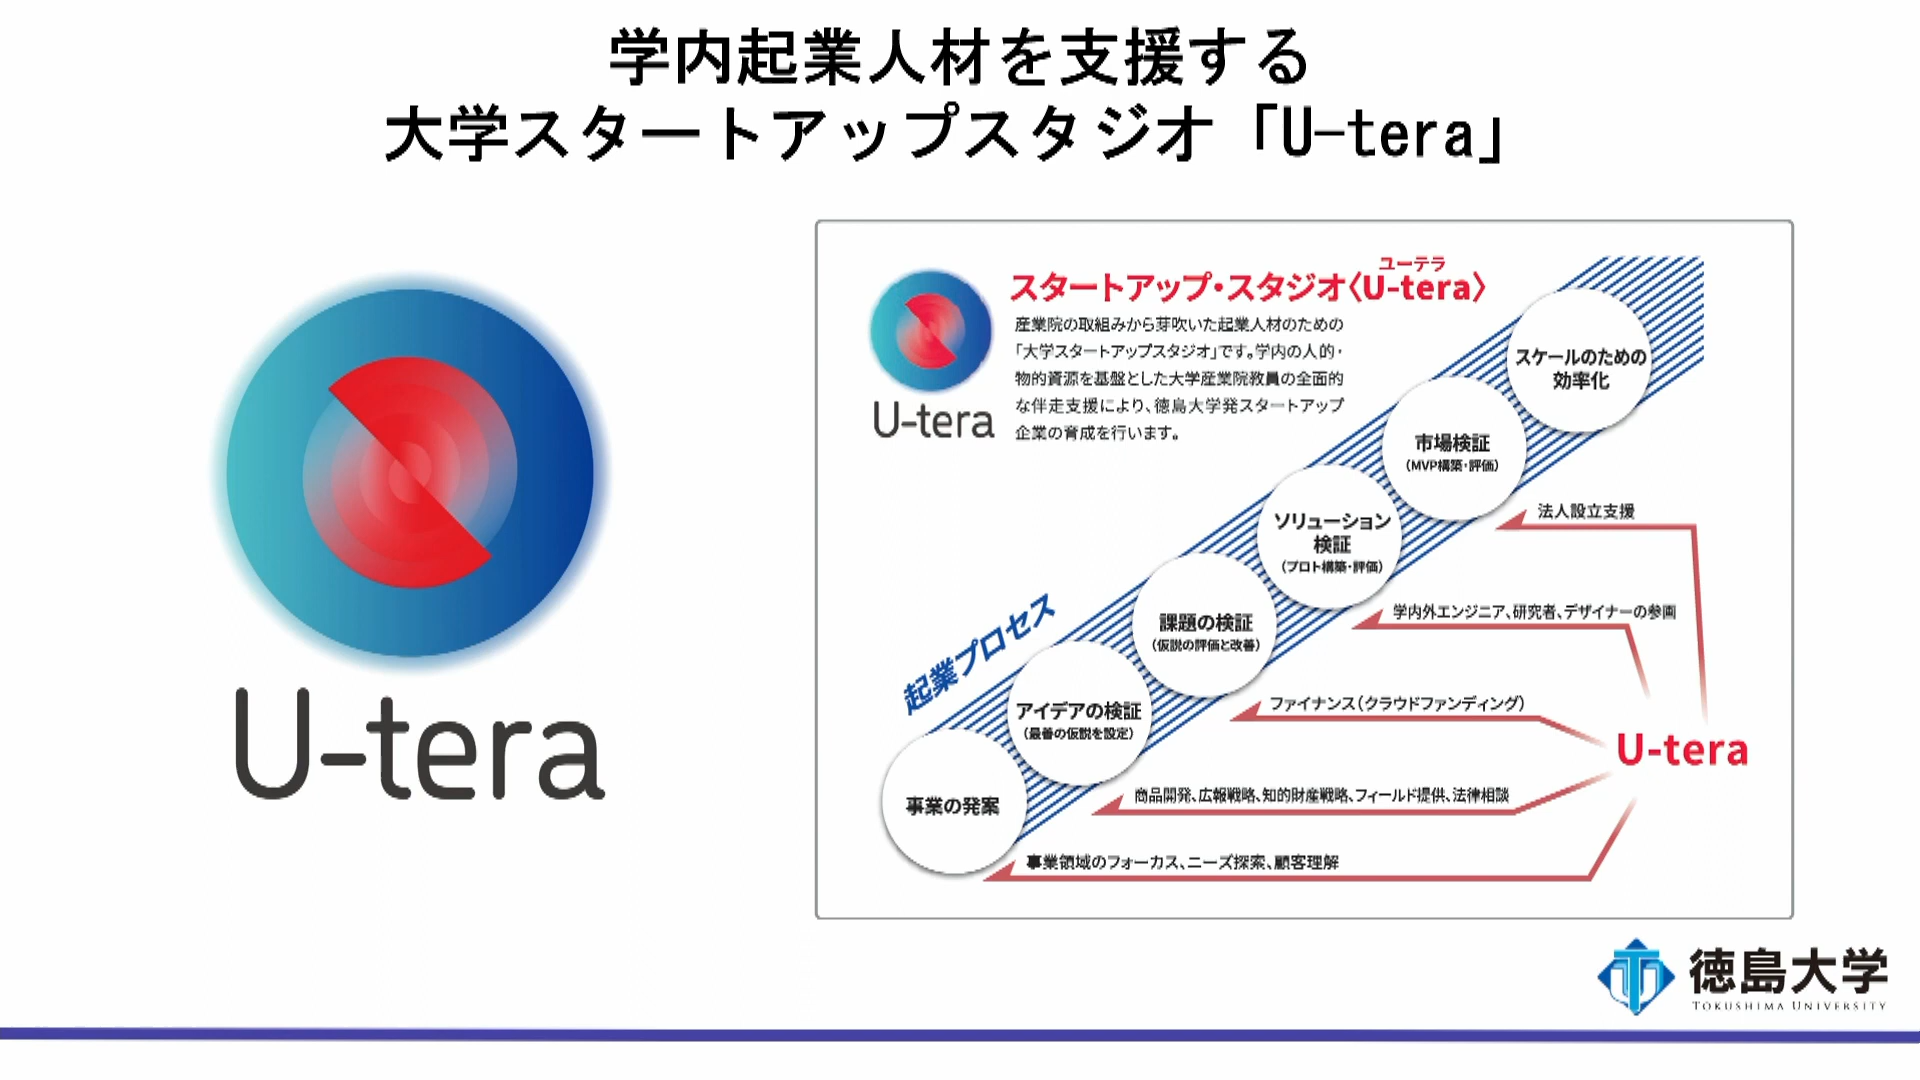 学内起業人材を支援する
大学スタートアップスタジオ「U-tera」
U-tera
U-tera
ユーテラ
スタートアップ・スタジオ〈U-tera〉
産業院の取組みから芽吹いた起業人材のための
「大学スタートアップスタジオ」です。学内の人的・
物的資源を基盤とした大学産業院教員の全面的
な伴走支援により、徳島大学発スタートアップ
企業の育成を行います。
スケールのための
効率化
市場検証
(MVP構築・評価)
ソリューション
検証
(プロト構築・評価)
課題の検証
(仮説の評価と改善)
アイデアの検証
(最善の仮説を設定)
事業の発案
起業プロセス
法人設立支援
学内外エンジニア、研究者、デザイナーの参画
ファイナンス(クラウドファンディング)
U-tera
商品開発、広報戦略、知的財産戦略、フィールド提供、法律相談
事業領域のフォーカス、ニーズ探索、顧客理解
徳島大学
TOKUSHIMA UNIVERSITY